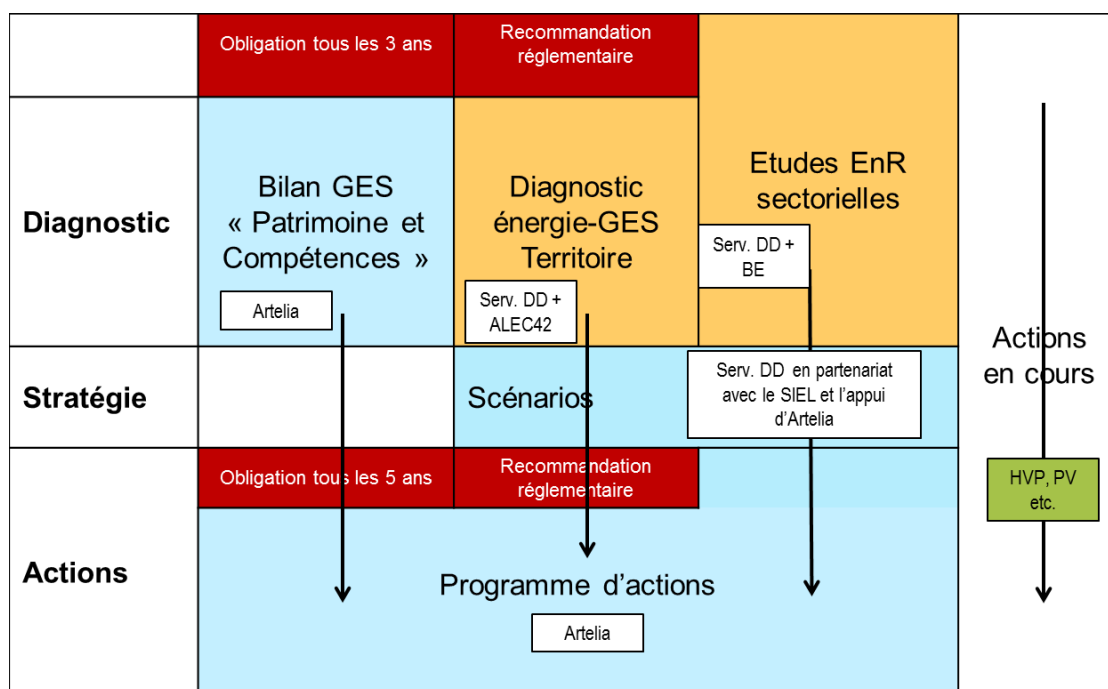 Obligation tous les 3 ans
Recommandation
réglementaire
Diagnostic
Bilan GES
« Patrimoine et
Compétences »
Artelia
Diagnostic
énergie-GES
Territoire
Serv. DD +
ALEC42
Etudes EnR
sectorielles
Serv. DD +
BE
Actions
en cours
Stratégie
Scénarios
Serv. DD en partenariat
avec le SIEL et l'appui
d'Artelia
Obligation tous les 5 ans
Recommandation
réglementaire
HVP, PV
etc.
Actions
Programme d'actions
Artelia